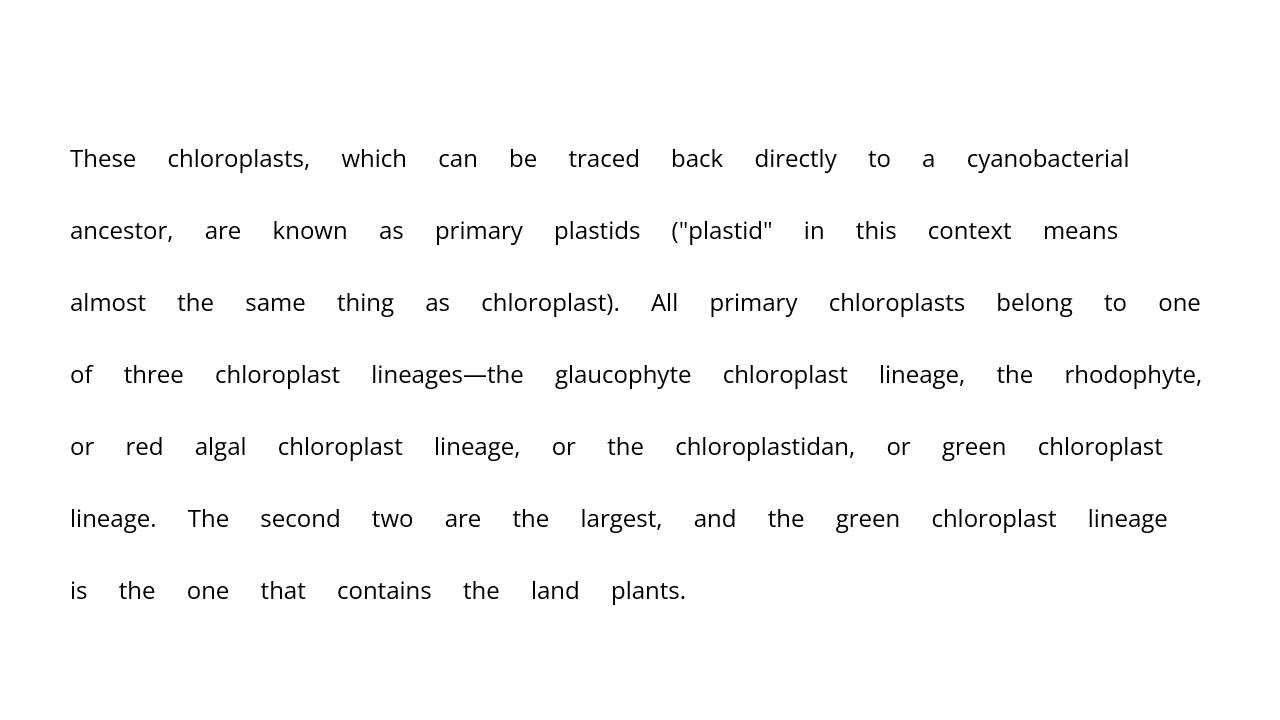 These chloroplasts, which can be traced back directly to a cyanobacterial
ancestor, are known as primary plastids ("plastid" in this context means
almost the same thing as chloroplast). All primary chloroplasts belong to one
of three chloroplast lineages—the glaucophyte chloroplast lineage, the rhodophyte,
or red algal chloroplast lineage, or the chloroplastidan, or green chloroplast
lineage. The second two are the largest, and the green chloroplast lineage
is the one that contains the land plants.